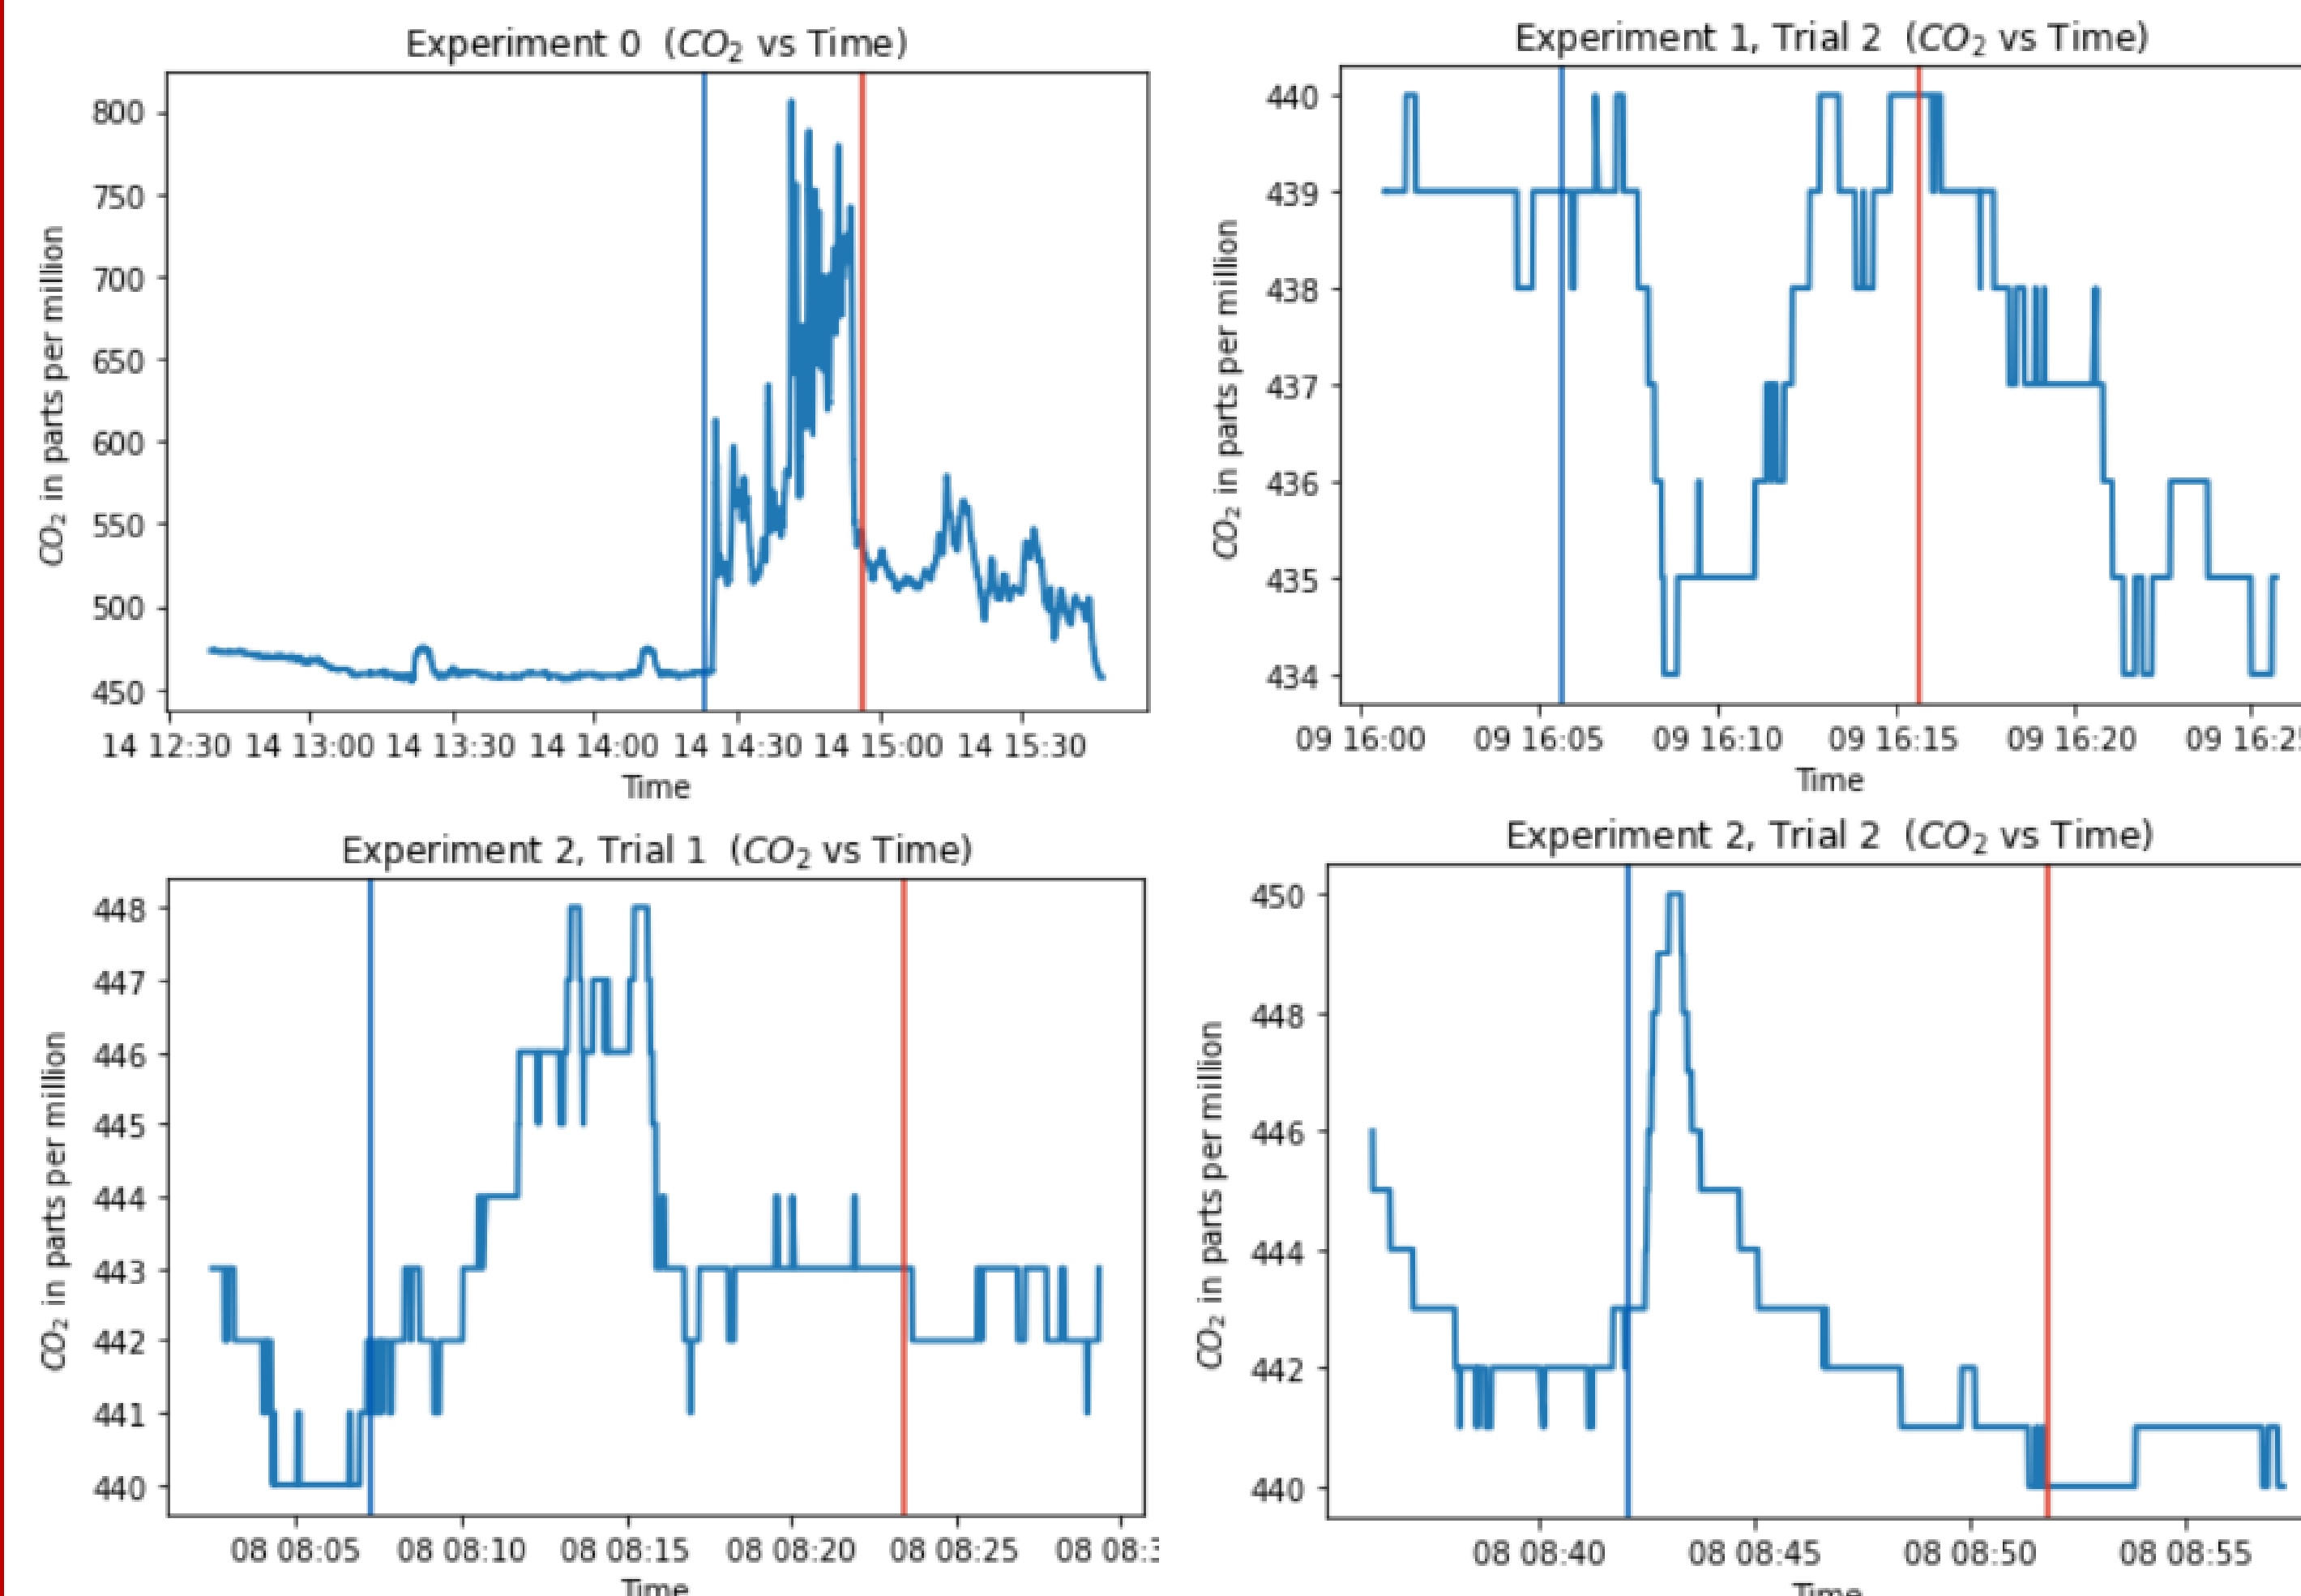 Experiment 0 (CO₂ vs Time)
CO₂ in parts per million
800
750
700
650
600
550
500
450
14 12:30 14 13:00 14 13:30 14 14:00 14 14:30 14 15:00 14 15:30
Time
Experiment 1, Trial 2 (CO₂ vs Time)
CO₂ in parts per million
440
439
438
437
436
435
434
09 16:00 09 16:05 09 16:10 09 16:15 09 16:20 09 16:25
Time
Experiment 2, Trial 1 (CO₂ vs Time)
CO₂ in parts per million
448
447
446
445
444
443
442
441
440
08 08:05 08 08:10 08 08:15 08 08:20 08 08:25 08 08:3
Time
Experiment 2, Trial 2 (CO₂ vs Time)
CO₂ in parts per million
450
448
446
444
442
440
08 08:40 08 08:45 08 08:50 08 08:55
Time